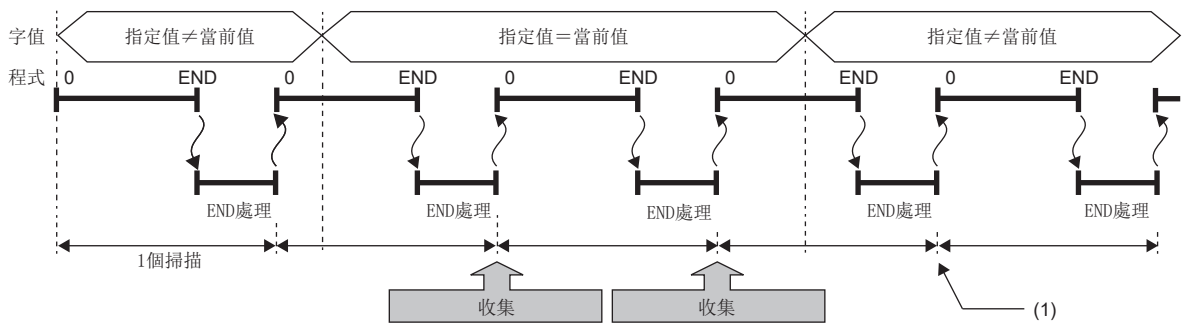 字值 指定值≠當前值 指定值＝當前值 指定值≠當前值
程式 0 END 0 END 0 END 0 END 0 END
END處理 END處理 END處理 END處理 END處理
1個掃描
收集 收集 (1)